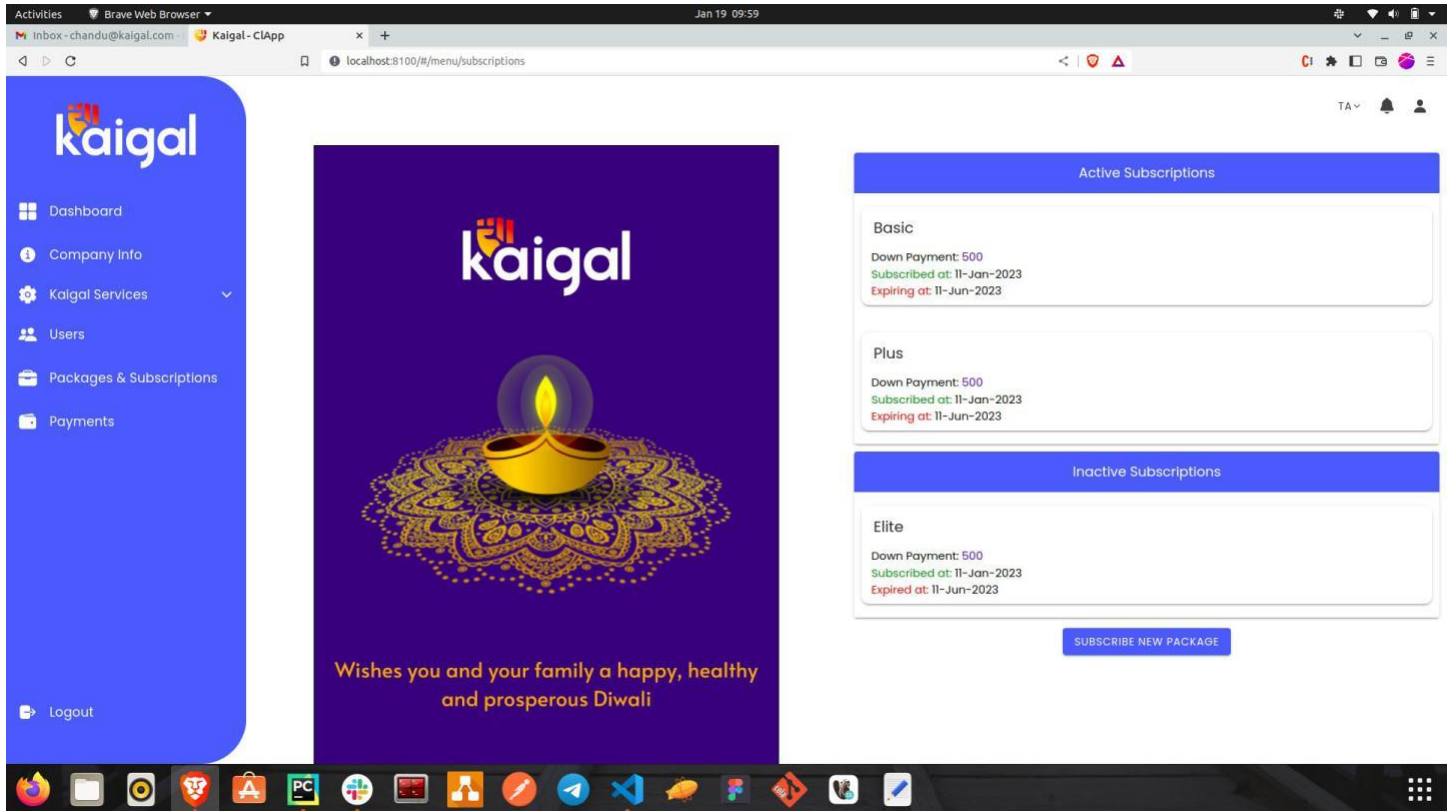 Activities Brave Web Browser Jan 19 09:59
Inbox - chandu@kaigal.com - Kaigal - ClApp
localhost:8100/#/menu/subscriptions
kaigal
Dashboard
Company Info
Kaigal Services
Users
Packages & Subscriptions
Payments
Logout
kaigal
Wishes you and your family a happy, healthy
and prosperous Diwali
TA
Active Subscriptions
Basic
Down Payment: 500
Subscribed at: 11-Jan-2023
Expiring at: 11-Jun-2023
Plus
Down Payment: 500
Subscribed at: 11-Jan-2023
Expiring at: 11-Jun-2023
Inactive Subscriptions
Elite
Down Payment: 500
Subscribed at: 11-Jan-2023
Expired at: 11-Jun-2023
SUBSCRIBE NEW PACKAGE
PC